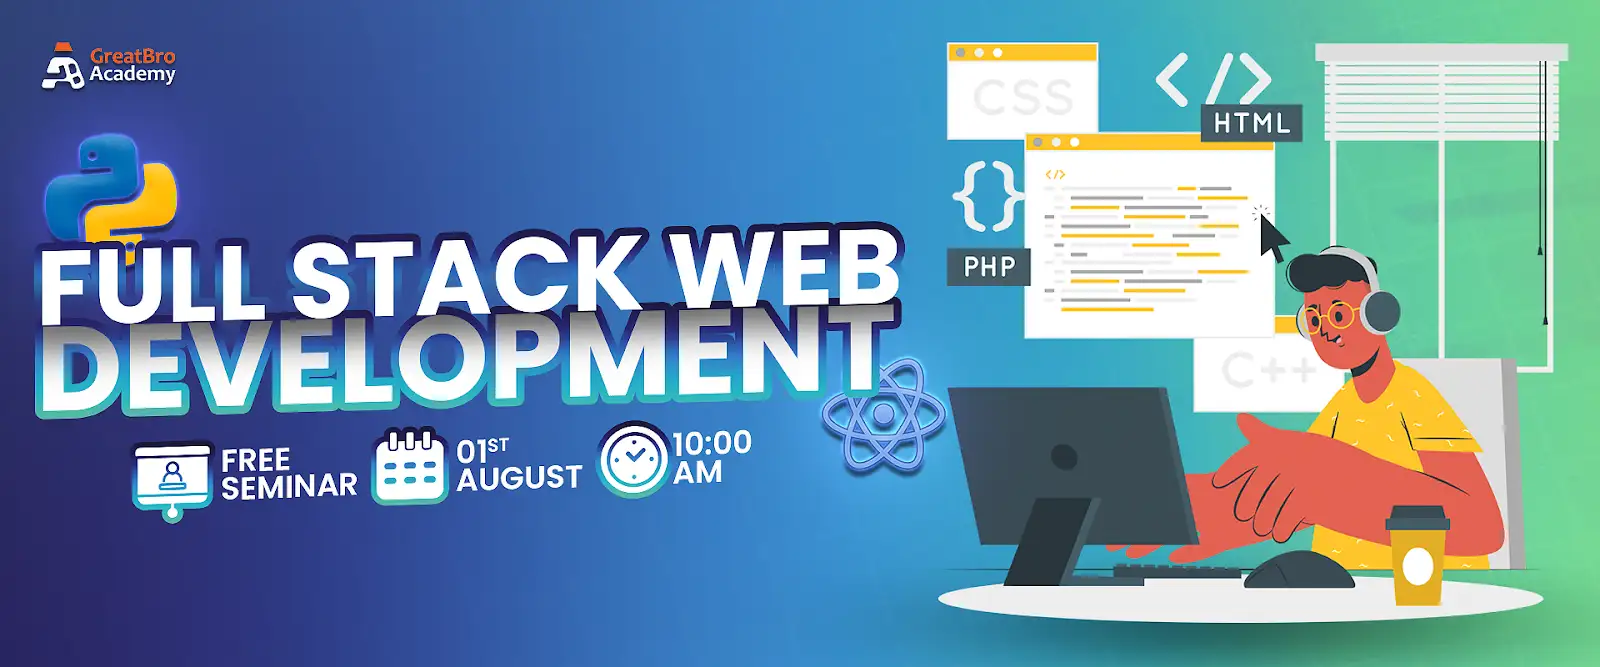 GreatBro
Academy
FULL STACK WEB
DEVELOPMENT
FREE
SEMINAR
01ST
AUGUST
10:00
AM
CSS
</>
HTML
{}
PHP
</>
C++